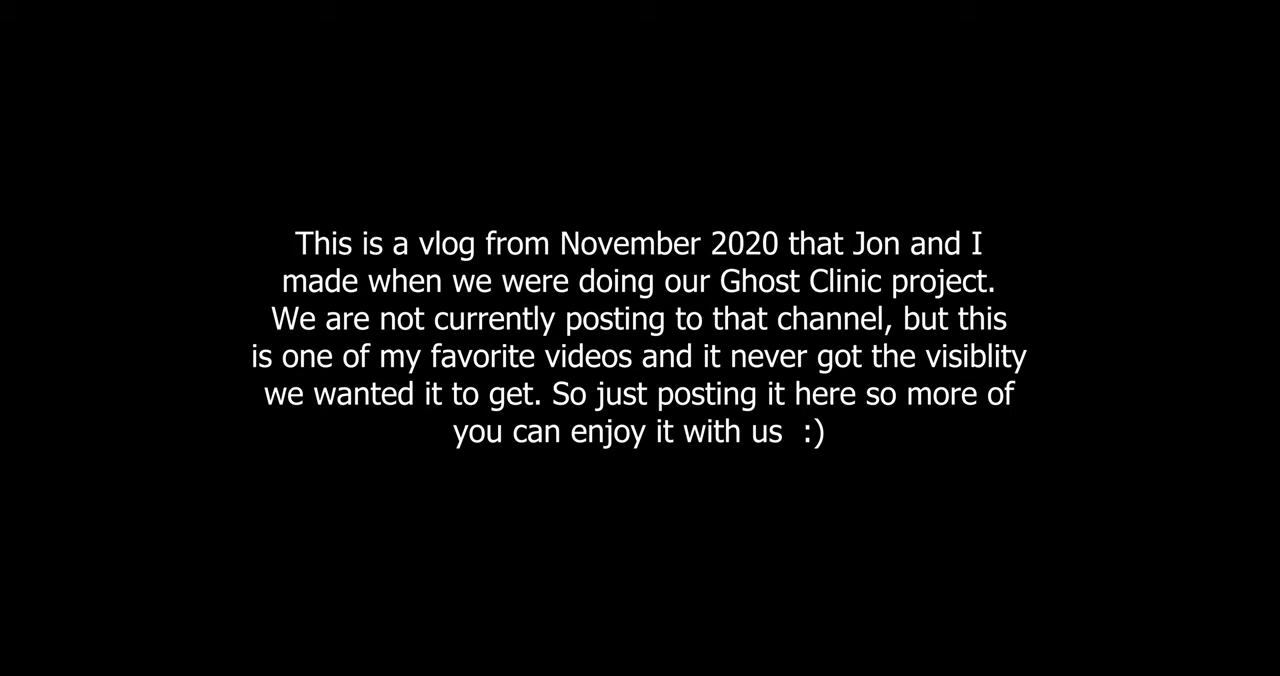 This is a vlog from November 2020 that Jon and I
made when we were doing our Ghost Clinic project.
We are not currently posting to that channel, but this
is one of my favorite videos and it never got the visiblity
we wanted it to get. So just posting it here so more of
you can enjoy it with us  :)